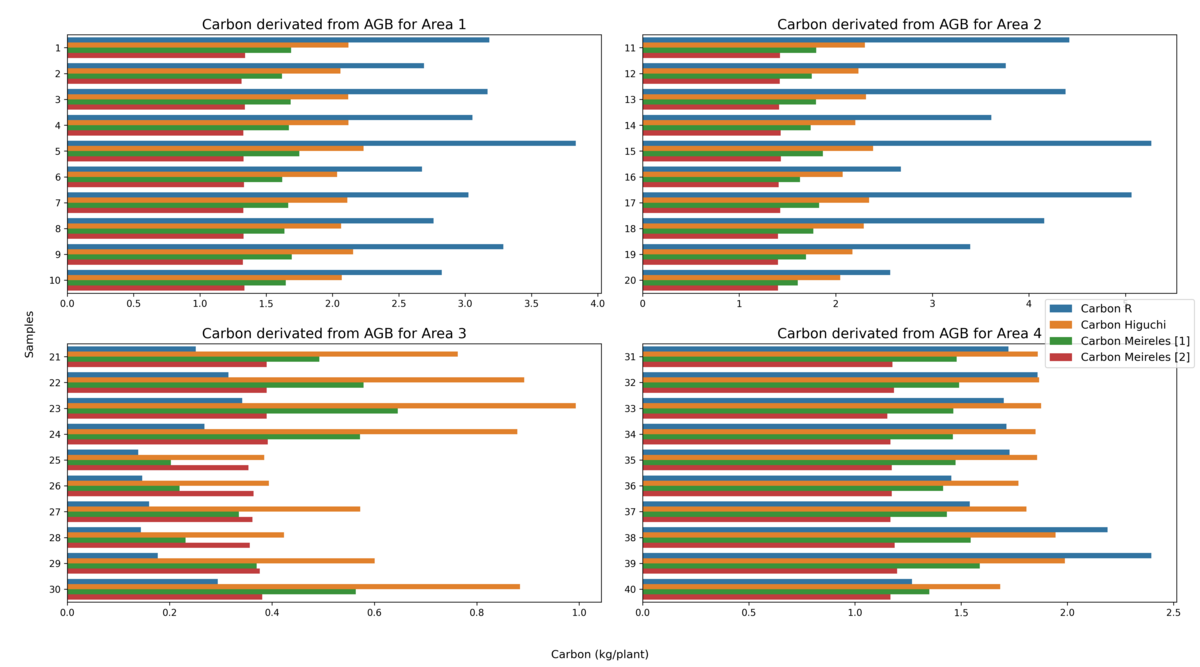 Carbon derivated from AGB for Area 1
1
2
3
4
5
6
7
8
9
10
0.0 0.5 1.0 1.5 2.0 2.5 3.0 3.5 4.0
Carbon derivated from AGB for Area 2
11
12
13
14
15
16
17
18
19
20
0 1 2 3 4
Carbon R
Carbon Higuchi
Carbon Meireles [1]
Carbon Meireles [2]
Samples
Carbon derivated from AGB for Area 3
21
22
23
24
25
26
27
28
29
30
0.0 0.2 0.4 0.6 0.8 1.0
Carbon derivated from AGB for Area 4
31
32
33
34
35
36
37
38
39
40
0.0 0.5 1.0 1.5 2.0 2.5
Carbon (kg/plant)